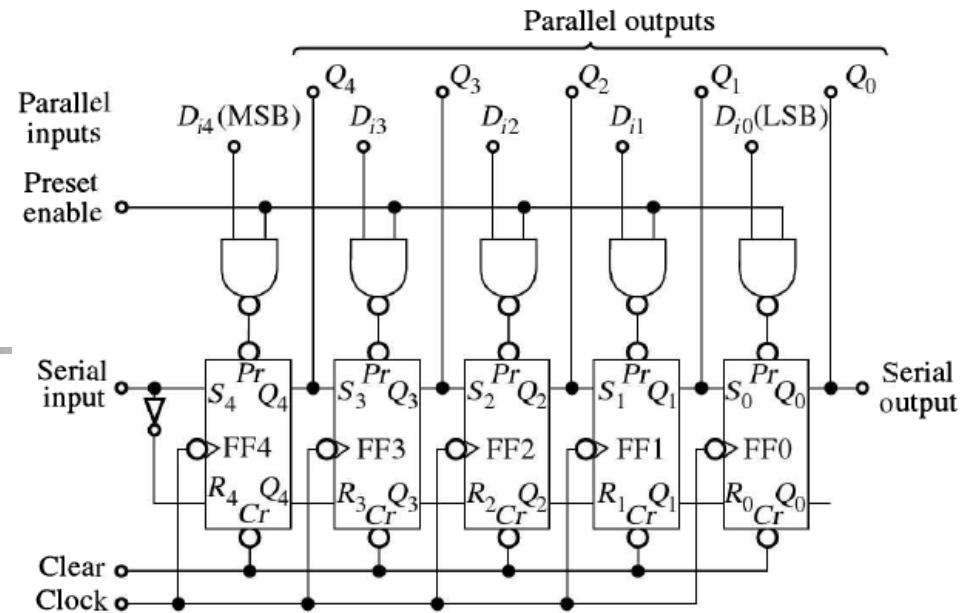 Parallel outputs
Q4 Q3 Q2 Q1 Q0
Parallel
inputs
Di4 (MSB) Di3 Di2 Di1 Di0 (LSB)
Preset
enable
Pr Pr Pr Pr Pr
Serial
input
S4 Q4 S3 Q3 S2 Q2 S1 Q1 S0 Q0
Serial
output
FF4 FF3 FF2 FF1 FF0
R4 Q4 R3 Q3 R2 Q2 R1 Q1 R0 Q0
Cr Cr Cr Cr Cr
Clear
Clock